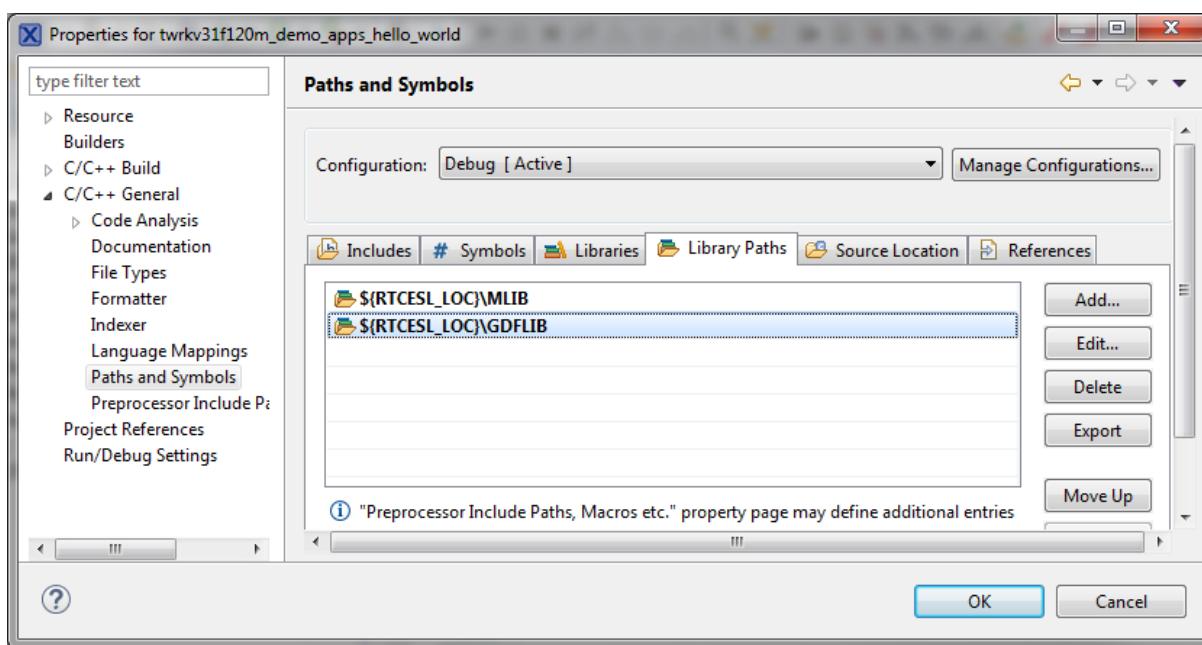 Properties for twrkv31f120m_demo_apps_hello_world
type filter text
Resource
Builders
C/C++ Build
C/C++ General
Code Analysis
Documentation
File Types
Formatter
Indexer
Language Mappings
Paths and Symbols
Preprocessor Include Pa
Project References
Run/Debug Settings
Paths and Symbols
Configuration: Debug [ Active ] Manage Configurations...
Includes # Symbols Libraries Library Paths Source Location References
${RTCESL_LOC}\MLIB
${RTCESL_LOC}\GDFLIB
Add...
Edit...
Delete
Export
Move Up
"Preprocessor Include Paths, Macros etc." property page may define additional entries
OK Cancel